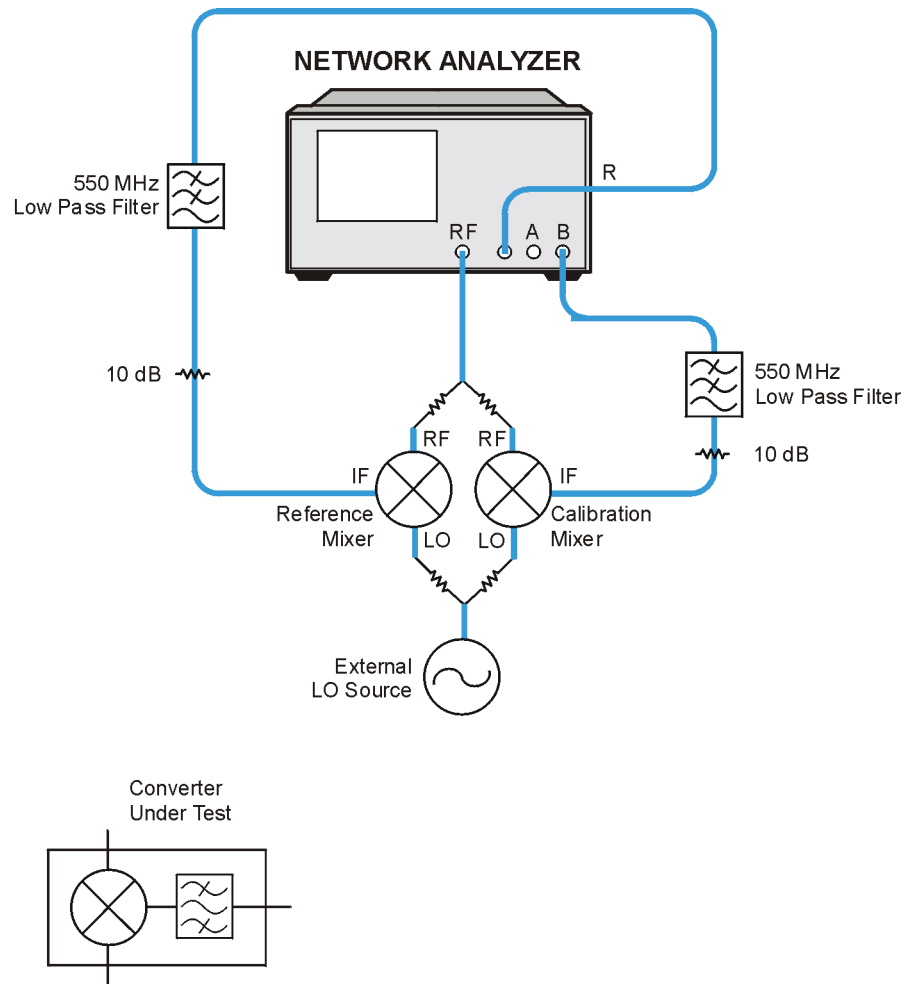 NETWORK ANALYZER
550 MHz
Low Pass Filter
R
RF
A
B
10 dB
550 MHz
Low Pass Filter
10 dB
RF
RF
IF
IF
Reference
Mixer
Calibration
Mixer
LO
LO
External
LO Source
Converter
Under Test